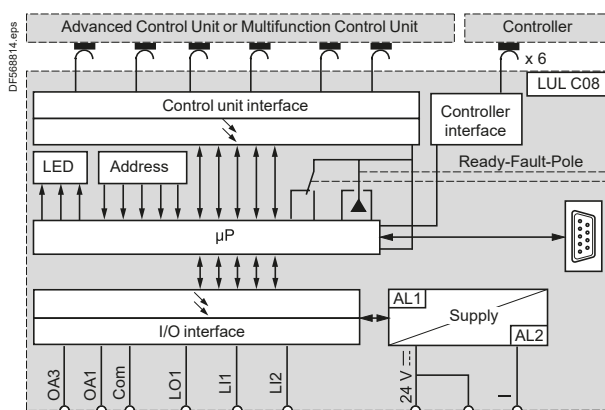 Advanced Control Unit or Multifunction Control Unit
Controller
DF568814.eps
x 6
LUL C08
Control unit interface
Controller
interface
LED
Address
Ready-Fault-Pole
µP
I/O interface
AL1
Supply
AL2
OA3
OA1
Com
LO1
LI1
LI2
24 V
I